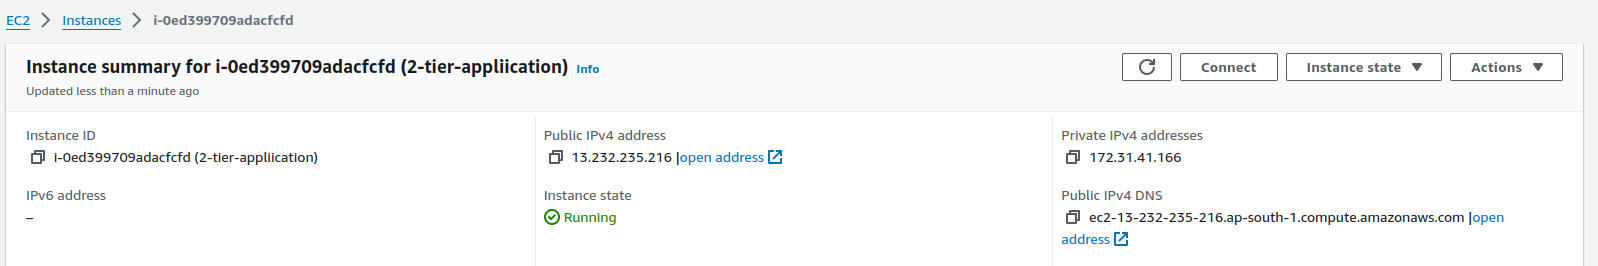 EC2 > Instances > i-0ed399709adacfcfd
Instance summary for i-0ed399709adacfcfd (2-tier-appliication) Info
Updated less than a minute ago
Connect
Instance state
Actions
Instance ID
i-0ed399709adacfcfd (2-tier-appliication)
Public IPv4 address
13.232.235.216 |open address
Private IPv4 addresses
172.31.41.166
IPv6 address
–
Instance state
Running
Public IPv4 DNS
ec2-13-232-235-216.ap-south-1.compute.amazonaws.com |open
address